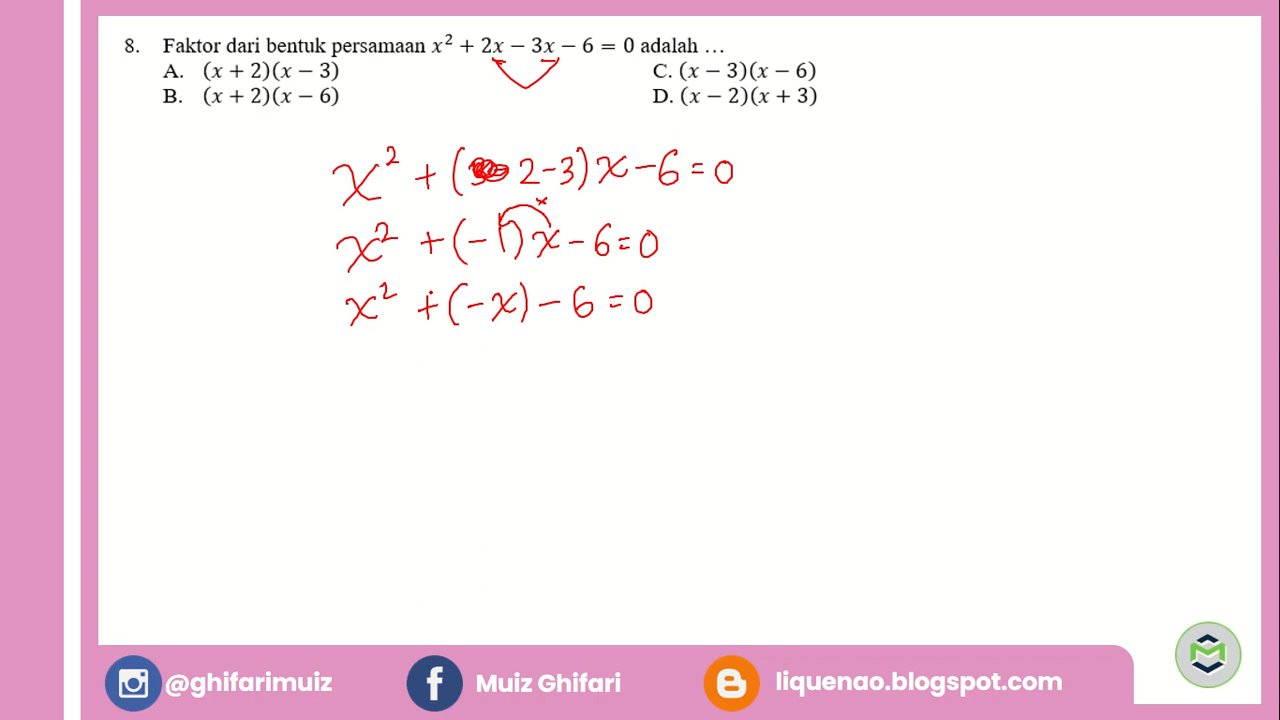 8. Faktor dari bentuk persamaan x² + 2x − 3x − 6 = 0 adalah …
A. (x + 2)(x − 3)
C. (x − 3)(x − 6)
B. (x + 2)(x − 6)
D. (x − 2)(x + 3)
x² + (2-3)x - 6 = 0
x² + (-1)x - 6 = 0
x² + (-x) - 6 = 0
@ghifarimuiz
Muiz Ghifari
liquenao.blogspot.com